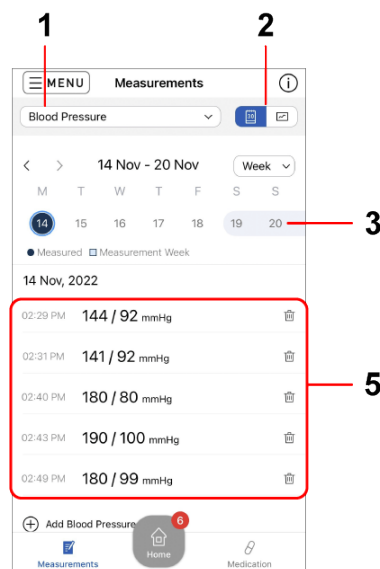 1 2
MENU Measurements i
Blood Pressure
14 Nov - 20 Nov Week
M T W T F S S
14 15 16 17 18 19 20 3
Measured Measurement Week
14 Nov, 2022
02:29 PM 144 / 92 mmHg
02:31 PM 141 / 92 mmHg
5
02:40 PM 180 / 80 mmHg
02:43 PM 190 / 100 mmHg
02:49 PM 180 / 99 mmHg
Add Blood Pressure 6
Measurements Home Medication